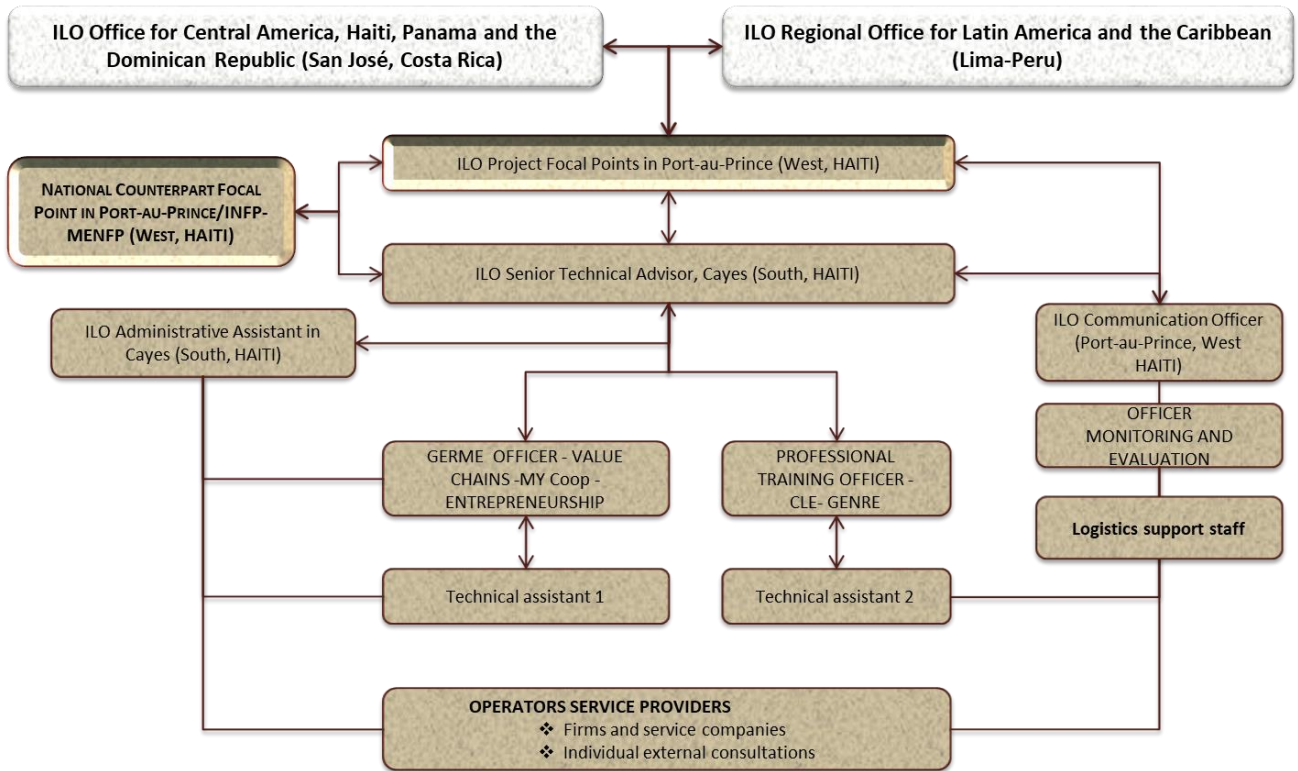 ILO Office for Central America, Haiti, Panama and the
Dominican Republic (San José, Costa Rica)
ILO Regional Office for Latin America and the Caribbean
(Lima-Peru)
ILO Project Focal Points in Port-au-Prince (West, HAITI)
NATIONAL COUNTERPART FOCAL
POINT IN PORT-AU-PRINCE/INFP-
MENFP (WEST, HAITI)
ILO Senior Technical Advisor, Cayes (South, HAITI)
ILO Administrative Assistant in
Cayes (South, HAITI)
ILO Communication Officer
(Port-au-Prince, West
HAITI)
OFFICER
MONITORING AND
EVALUATION
GERME OFFICER - VALUE
CHAINS -MY Coop -
ENTREPRENEURSHIP
PROFESSIONAL
TRAINING OFFICER -
CLE- GENRE
Logistics support staff
Technical assistant 1
Technical assistant 2
OPERATORS SERVICE PROVIDERS
❖ Firms and service companies
❖ Individual external consultations